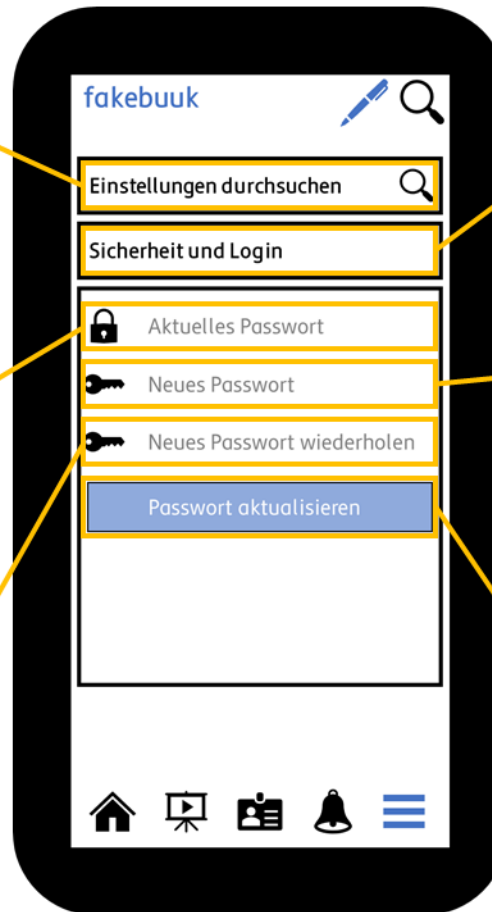 fakebuuk
Einstellungen durchsuchen
Sicherheit und Login
Aktuelles Passwort
Neues Passwort
Neues Passwort wiederholen
Passwort aktualisieren